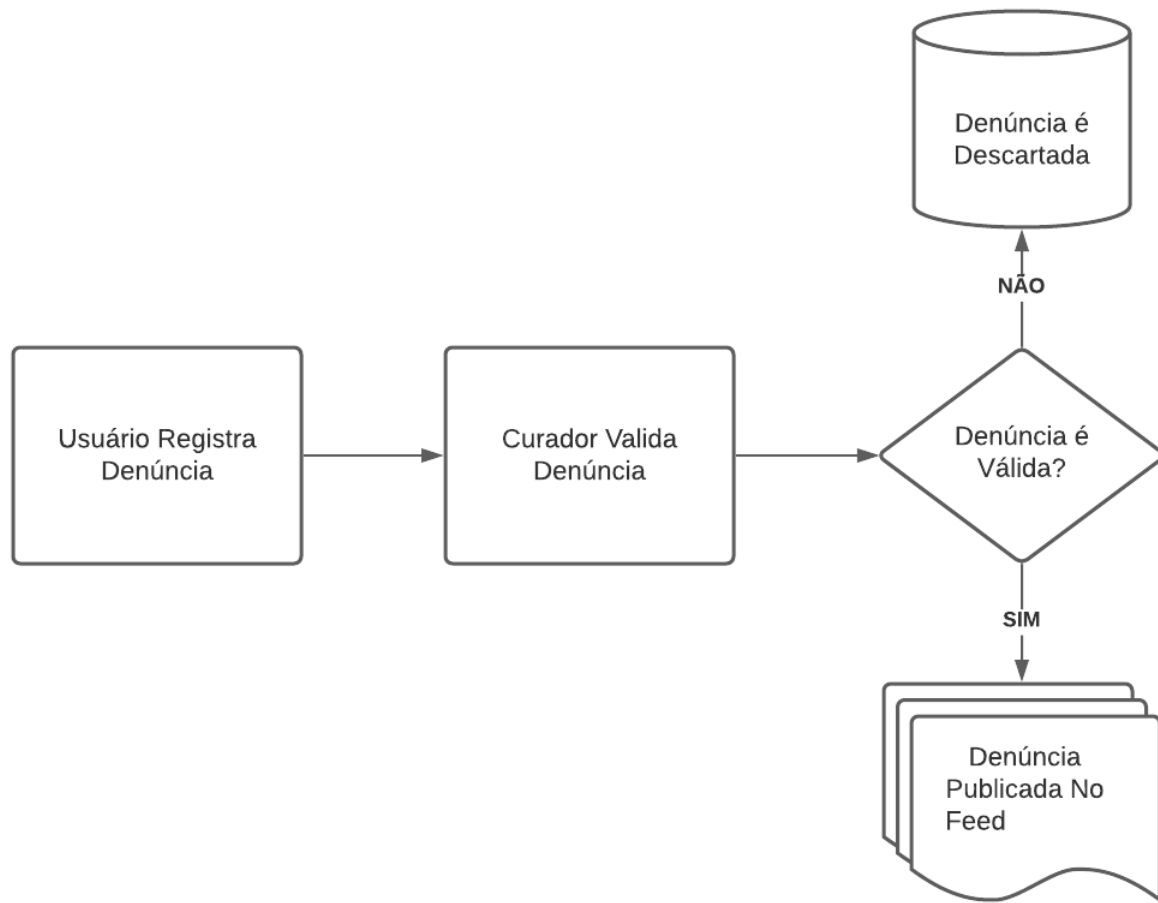 Denúncia é
Descartada
NÃO
Usuário Registra
Denúncia
Curador Valida
Denúncia
Denúncia é
Válida?
SIM
Denúncia
Publicada No
Feed